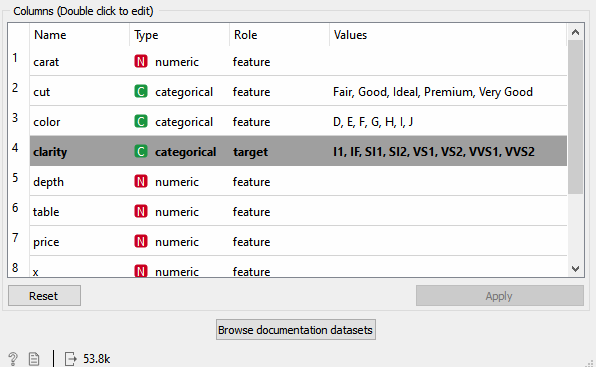 Columns (Double click to edit)
Name Type Role Values
1 carat N numeric feature
2 cut C categorical feature Fair, Good, Ideal, Premium, Very Good
3 color C categorical feature D, E, F, G, H, I, J
4 clarity C categorical target I1, IF, SI1, SI2, VS1, VS2, VVS1, VVS2
5 depth N numeric feature
6 table N numeric feature
7 price N numeric feature
8 x N numeric feature
Reset Apply
Browse documentation datasets
? 53.8k